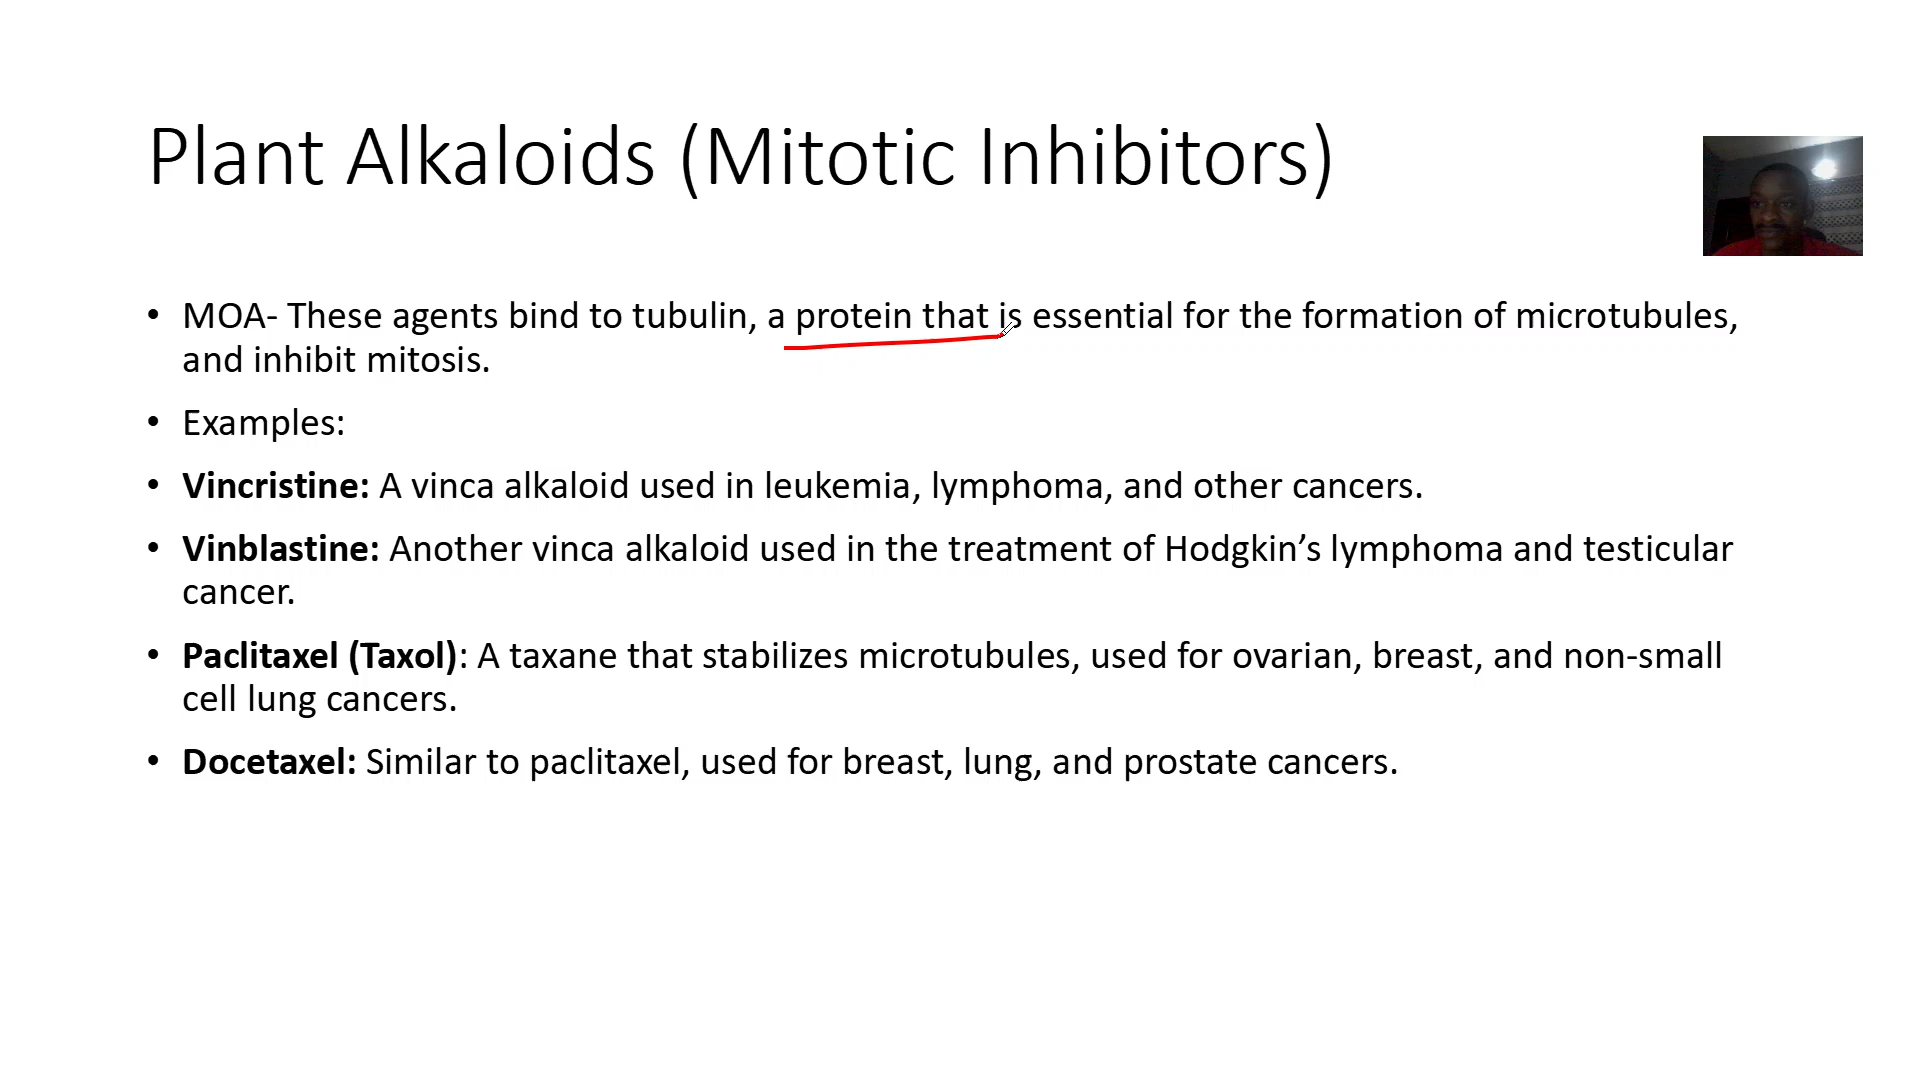 Plant Alkaloids (Mitotic Inhibitors)
• MOA- These agents bind to tubulin, a protein that is essential for the formation of microtubules,
and inhibit mitosis.
• Examples:
• Vincristine: A vinca alkaloid used in leukemia, lymphoma, and other cancers.
• Vinblastine: Another vinca alkaloid used in the treatment of Hodgkin’s lymphoma and testicular
cancer.
• Paclitaxel (Taxol): A taxane that stabilizes microtubules, used for ovarian, breast, and non-small
cell lung cancers.
• Docetaxel: Similar to paclitaxel, used for breast, lung, and prostate cancers.